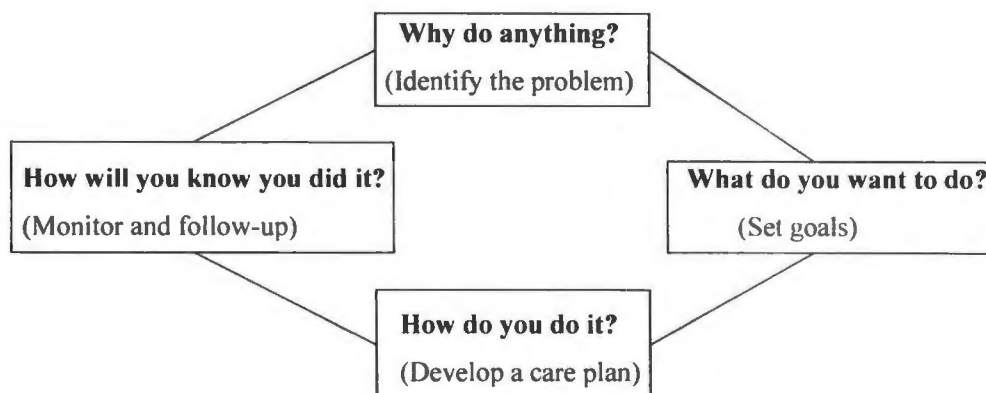 Why do anything?
(Identify the problem)
How will you know you did it?
(Monitor and follow-up)
What do you want to do?
(Set goals)
How do you do it?
(Develop a care plan)